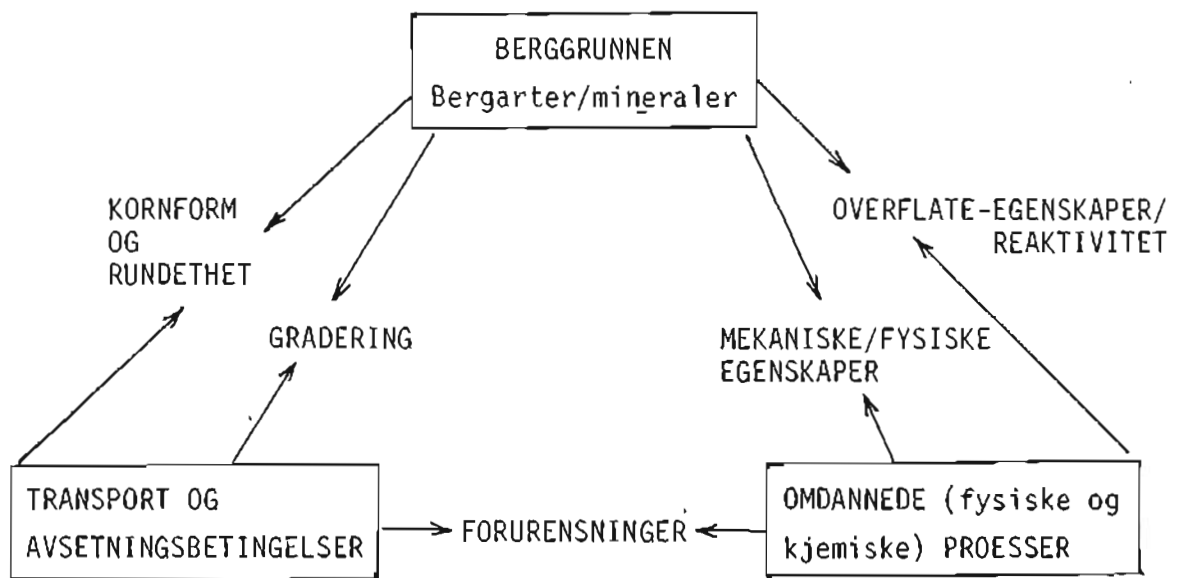 BERGGRUNNEN
Bergarter/mineraler
KORNFORM
OG
RUNDETHET
OVERFLATE-EGENSKAPER/
REAKTIVITET
GRADERING
MEKANISKE/FYSISKE
EGENSKAPER
TRANSPORT OG
AVSETNINGSBETINGELSER
FORURENSNINGER
OMDANNEDE (fysiske og
kjemiske) PROESSER